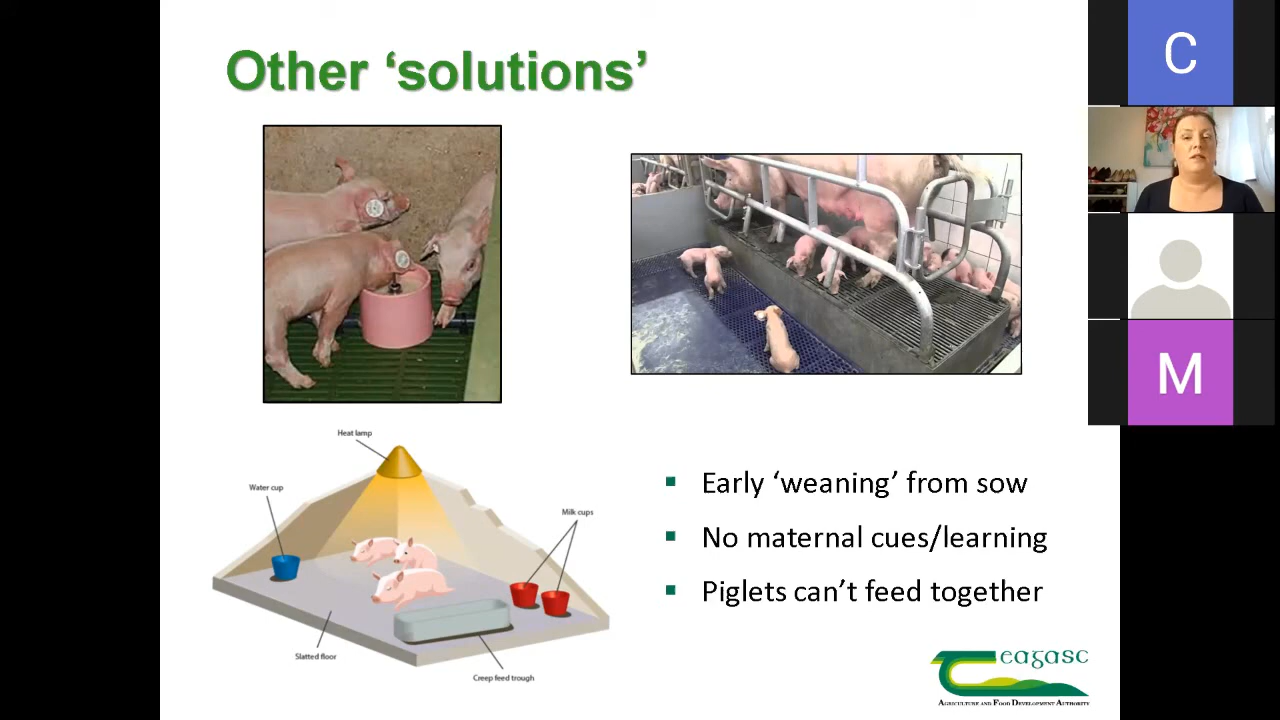 Other ‘solutions’
Heat lamp
Water cup
Milk cups
Slatted floor
Creep feed trough
Early ‘weaning’ from sow
No maternal cues/learning
Piglets can’t feed together
Teagasc
AGRICULTURE AND FOOD DEVELOPMENT AUTHORITY
C
M